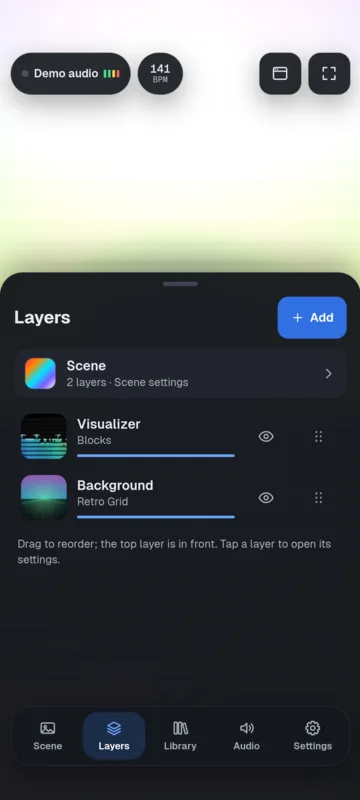 Demo audio
141
BPM
Layers
Add
Scene
2 layers · Scene settings
Visualizer
Blocks
Background
Retro Grid
Drag to reorder; the top layer is in front. Tap a layer to open its
settings.
Scene
Layers
Library
Audio
Settings